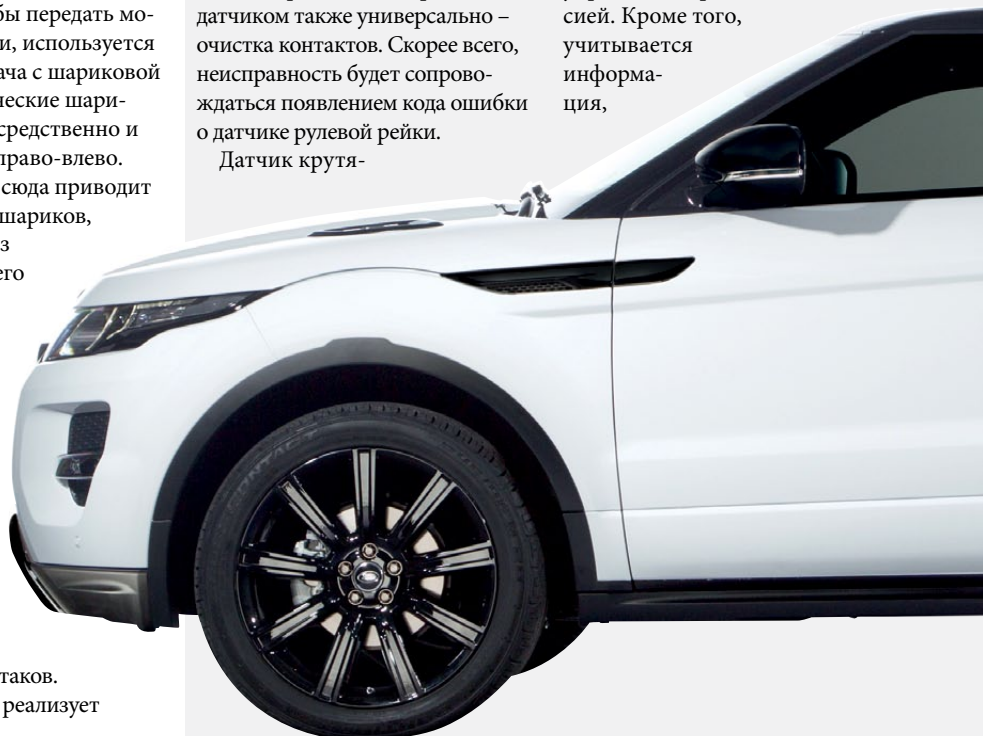 бы передать мо-
и, используется
ача с шариковой
ческие шари-
средственно и
право-влево.
сюда приводит
шариков,
з
его
таков.
реализует
датчиком также универсально –
очистка контактов. Скорее всего,
неисправность будет сопрово-
ждаться появлением кода ошибки
о датчике рулевой рейки.
Датчик крутя-
сией. Кроме того,
учитывается
информа-
ция,